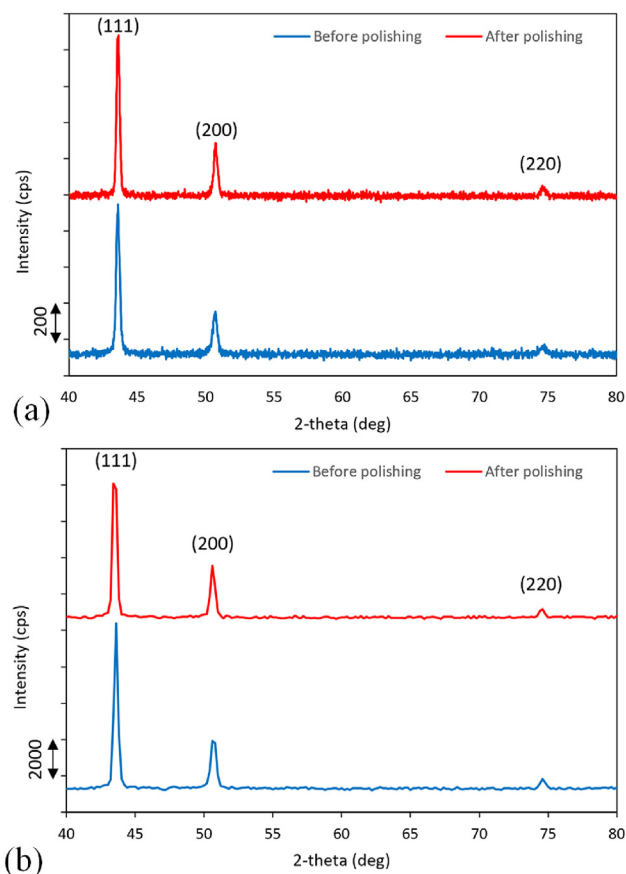 (111)
Before polishing After polishing
(200)
(220)
Intensity (cps)
200
40 45 50 55 60 65 70 75 80
2-theta (deg)
(a)
(111)
Before polishing After polishing
(200)
(220)
Intensity (cps)
2000
40 45 50 55 60 65 70 75 80
2-theta (deg)
(b)